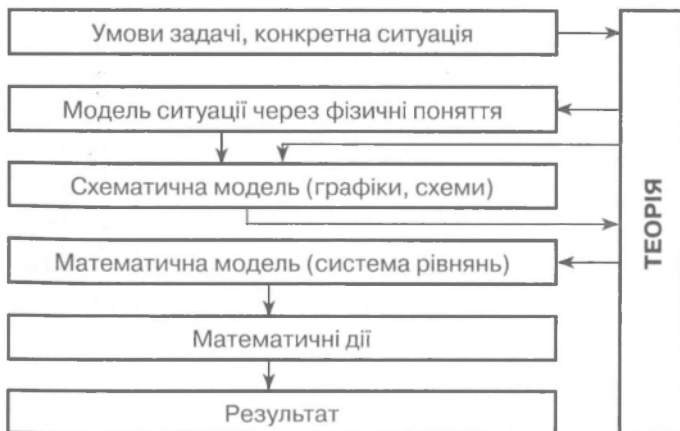 Умови задачі, конкретна ситуація
Модель ситуації через фізичні поняття
Схематична модель (графіки, схеми)
Математична модель (система рівнянь)
Математичні дії
Результат
ТЕОРІЯ